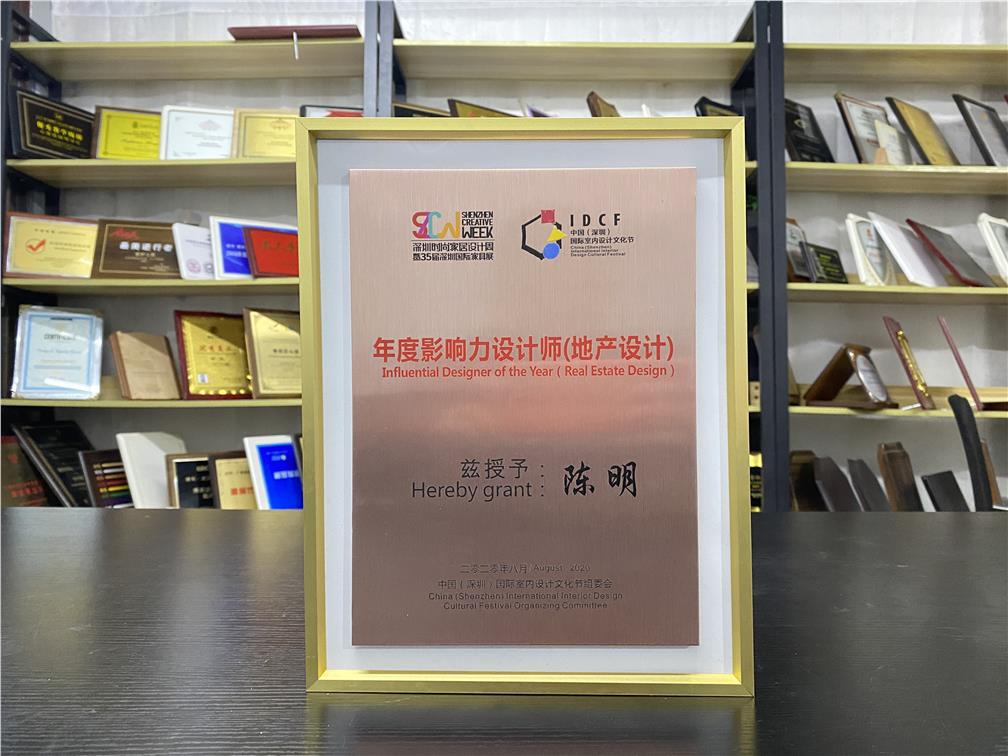 SCW SHENZHEN
CREATIVE
WEEK
深圳时尚家居设计周
暨35届深圳国际家具展
IDCF
中国（深圳）
国际室内设计文化节
China (Shenzhen)
International Interior
Design Cultural Festival
年度影响力设计师(地产设计)
Influential Designer of the Year ( Real Estate Design )
兹授予：
Hereby grant：
陈明
二零二零年八月 August 2020
中国（深圳）国际室内设计文化节组委会
China (Shenzhen) International Interior Design
Cultural Festival Organizing Committee
CERTIFICATE